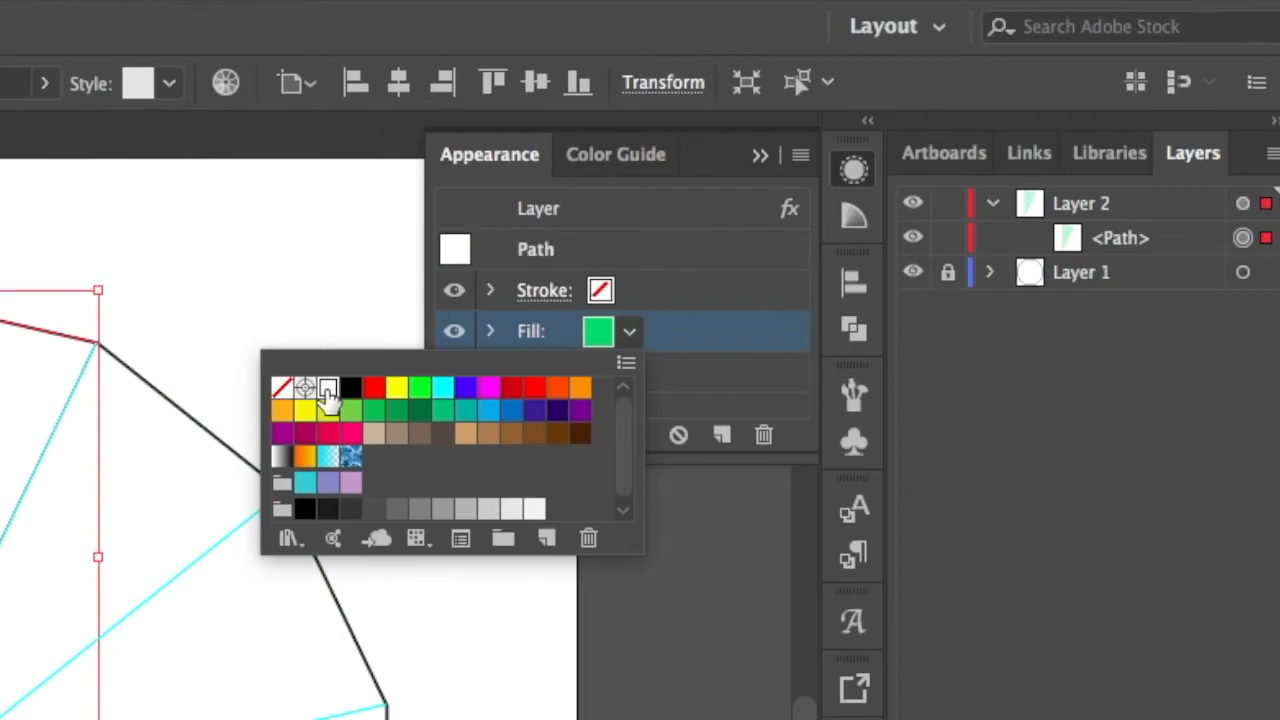 Layout
Search Adobe Stock
Style:
Transform
Appearance
Color Guide
Artboards
Links
Libraries
Layers
Layer
fx
Layer 2
Path
<Path>
Stroke:
Layer 1
Fill: